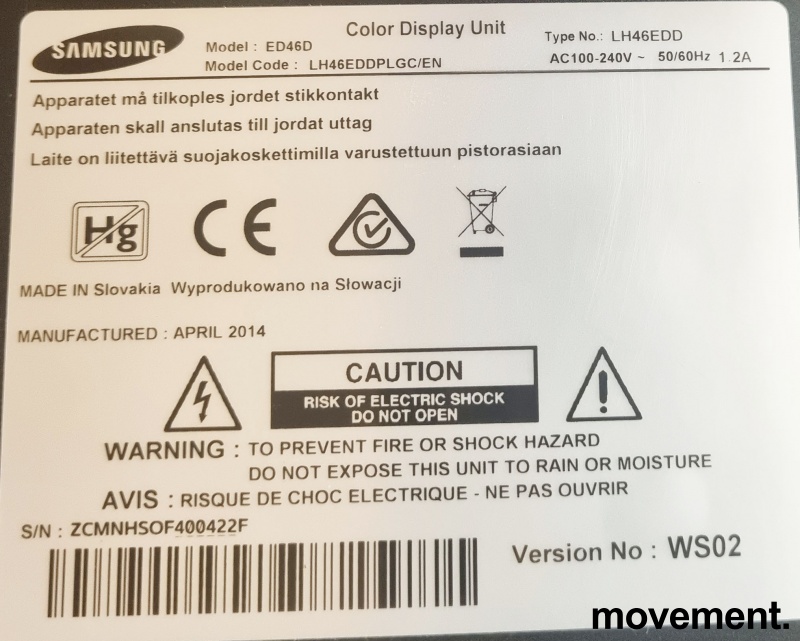 SAMSUNG
Color Display Unit
Model : ED46D
Model Code : LH46EDDPLGC/EN
Type No.: LH46EDD
AC100-240V ~ 50/60Hz 1.2A
Apparatet må tilkoples jordet stikkontakt
Apparaten skall anslutas till jordat uttag
Laite on liitettävä suojakoskettimilla varustettuun pistorasiaan
Hg
CE
MADE IN Slovakia Wyprodukowano na Słowacji
MANUFACTURED : APRIL 2014
CAUTION
RISK OF ELECTRIC SHOCK
DO NOT OPEN
WARNING : TO PREVENT FIRE OR SHOCK HAZARD
DO NOT EXPOSE THIS UNIT TO RAIN OR MOISTURE
AVIS : RISQUE DE CHOC ELECTRIQUE - NE PAS OUVRIR
S/N : ZCMNHSOF400422F
Version No : WS02
movement.